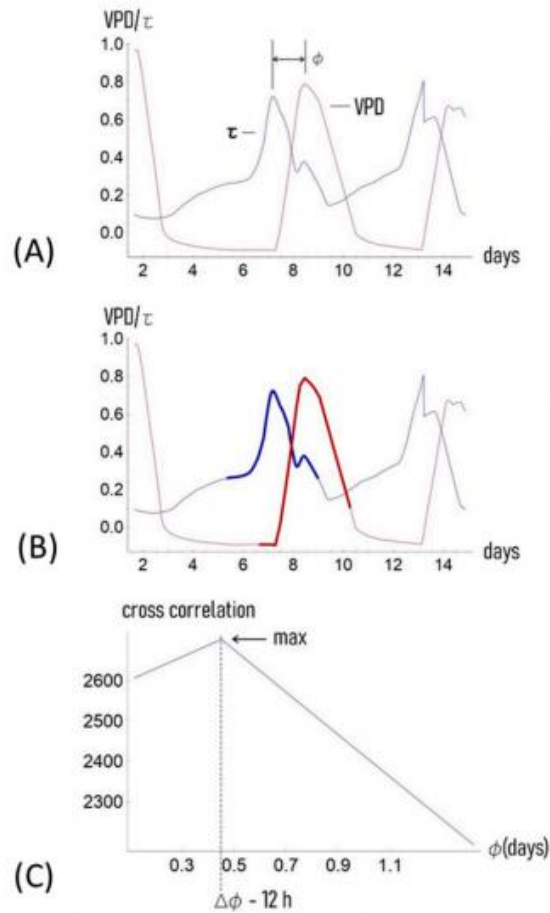 VPD/τ
1.0
ϕ
0.8
VPD
0.6
τ
0.4
0.2
0.0
(A)
2 4 6 8 10 12 14
days
VPD/τ
1.0
0.8
0.6
0.4
0.2
0.0
(B)
2 4 6 8 10 12 14
days
cross correlation
max
2600
2500
2400
2300
ϕ(days)
0.3 0.5 0.7 0.9 1.1
(C)
Δϕ - 12 h